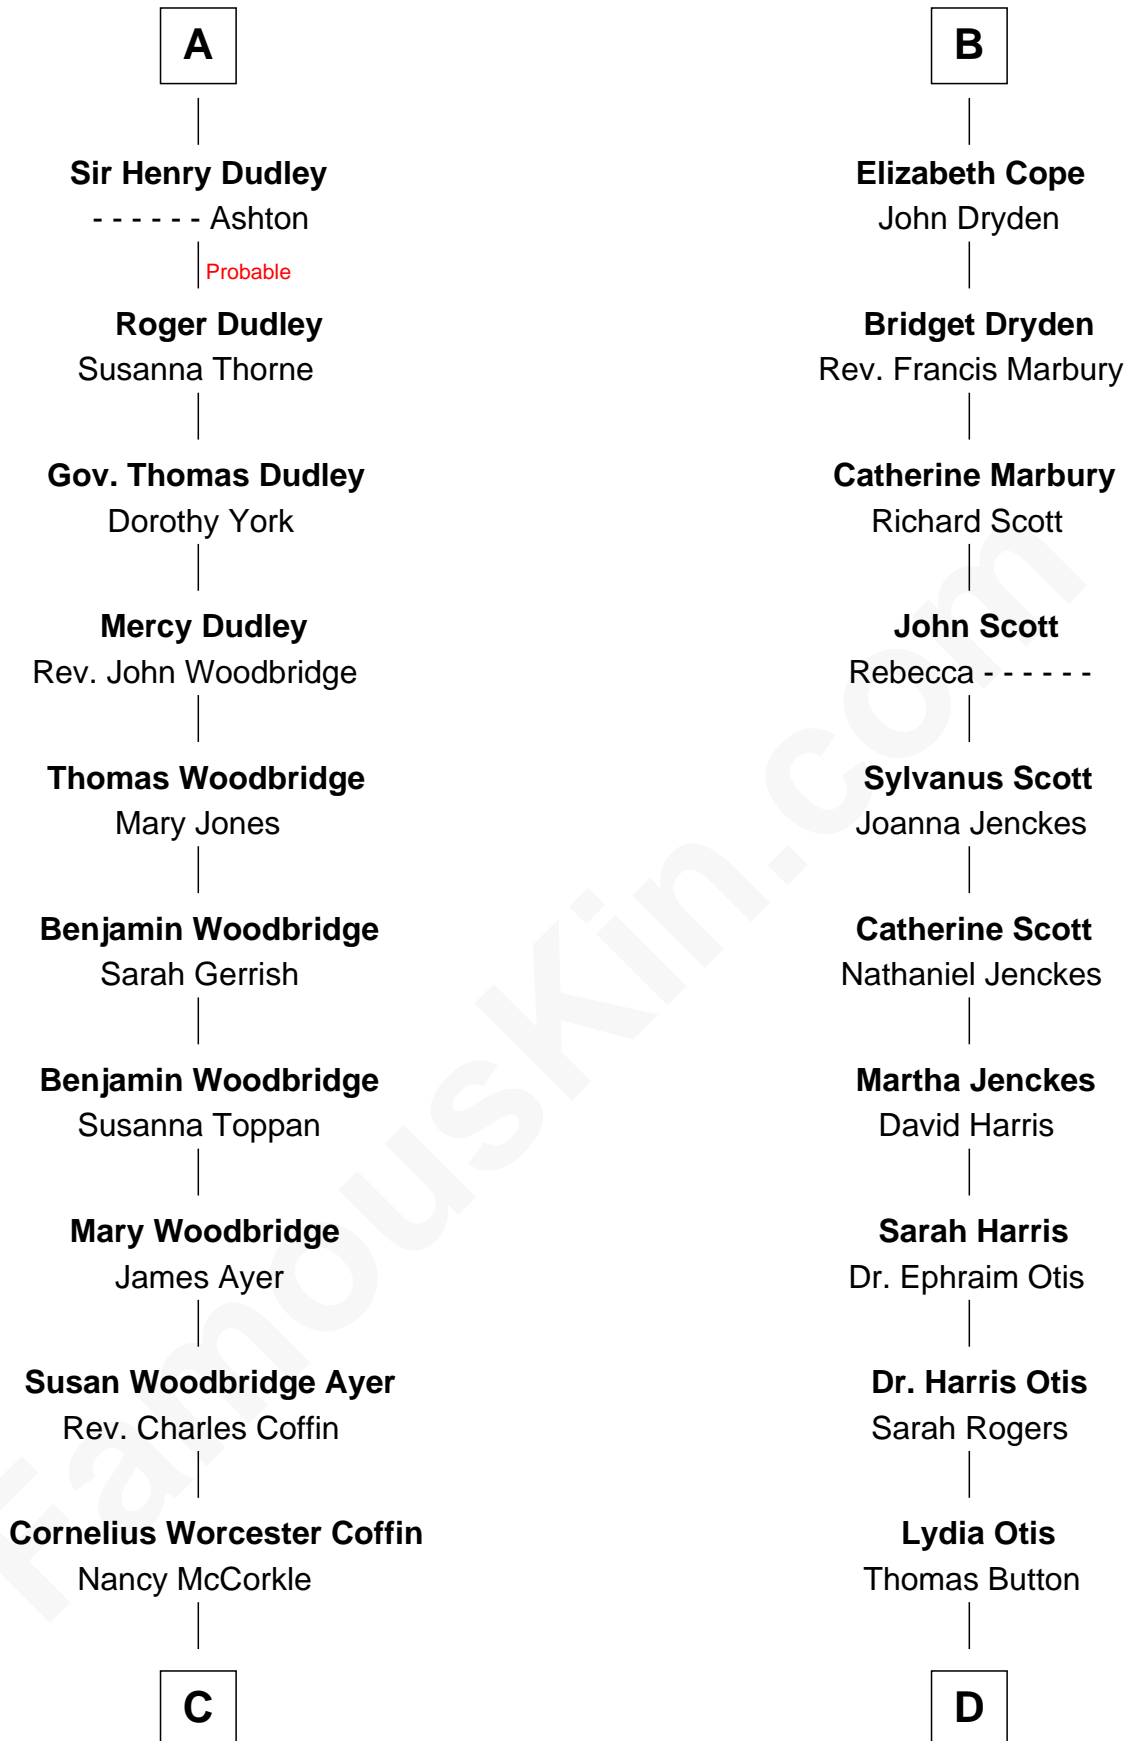 A
Sir Henry Dudley
- - - - - - Ashton
Probable
Roger Dudley
Susanna Thorne
Gov. Thomas Dudley
Dorothy York
Mercy Dudley
Rev. John Woodbridge
Thomas Woodbridge
Mary Jones
Benjamin Woodbridge
Sarah Gerrish
Benjamin Woodbridge
Susanna Toppan
Mary Woodbridge
James Ayer
Susan Woodbridge Ayer
Rev. Charles Coffin
Cornelius Worcester Coffin
Nancy McCorkle
C
B
Elizabeth Cope
John Dryden
Bridget Dryden
Rev. Francis Marbury
Catherine Marbury
Richard Scott
John Scott
Rebecca - - - - - -
Sylvanus Scott
Joanna Jenckes
Catherine Scott
Nathaniel Jenckes
Martha Jenckes
David Harris
Sarah Harris
Dr. Ephraim Otis
Dr. Harris Otis
Sarah Rogers
Lydia Otis
Thomas Button
D
FamousKin.com